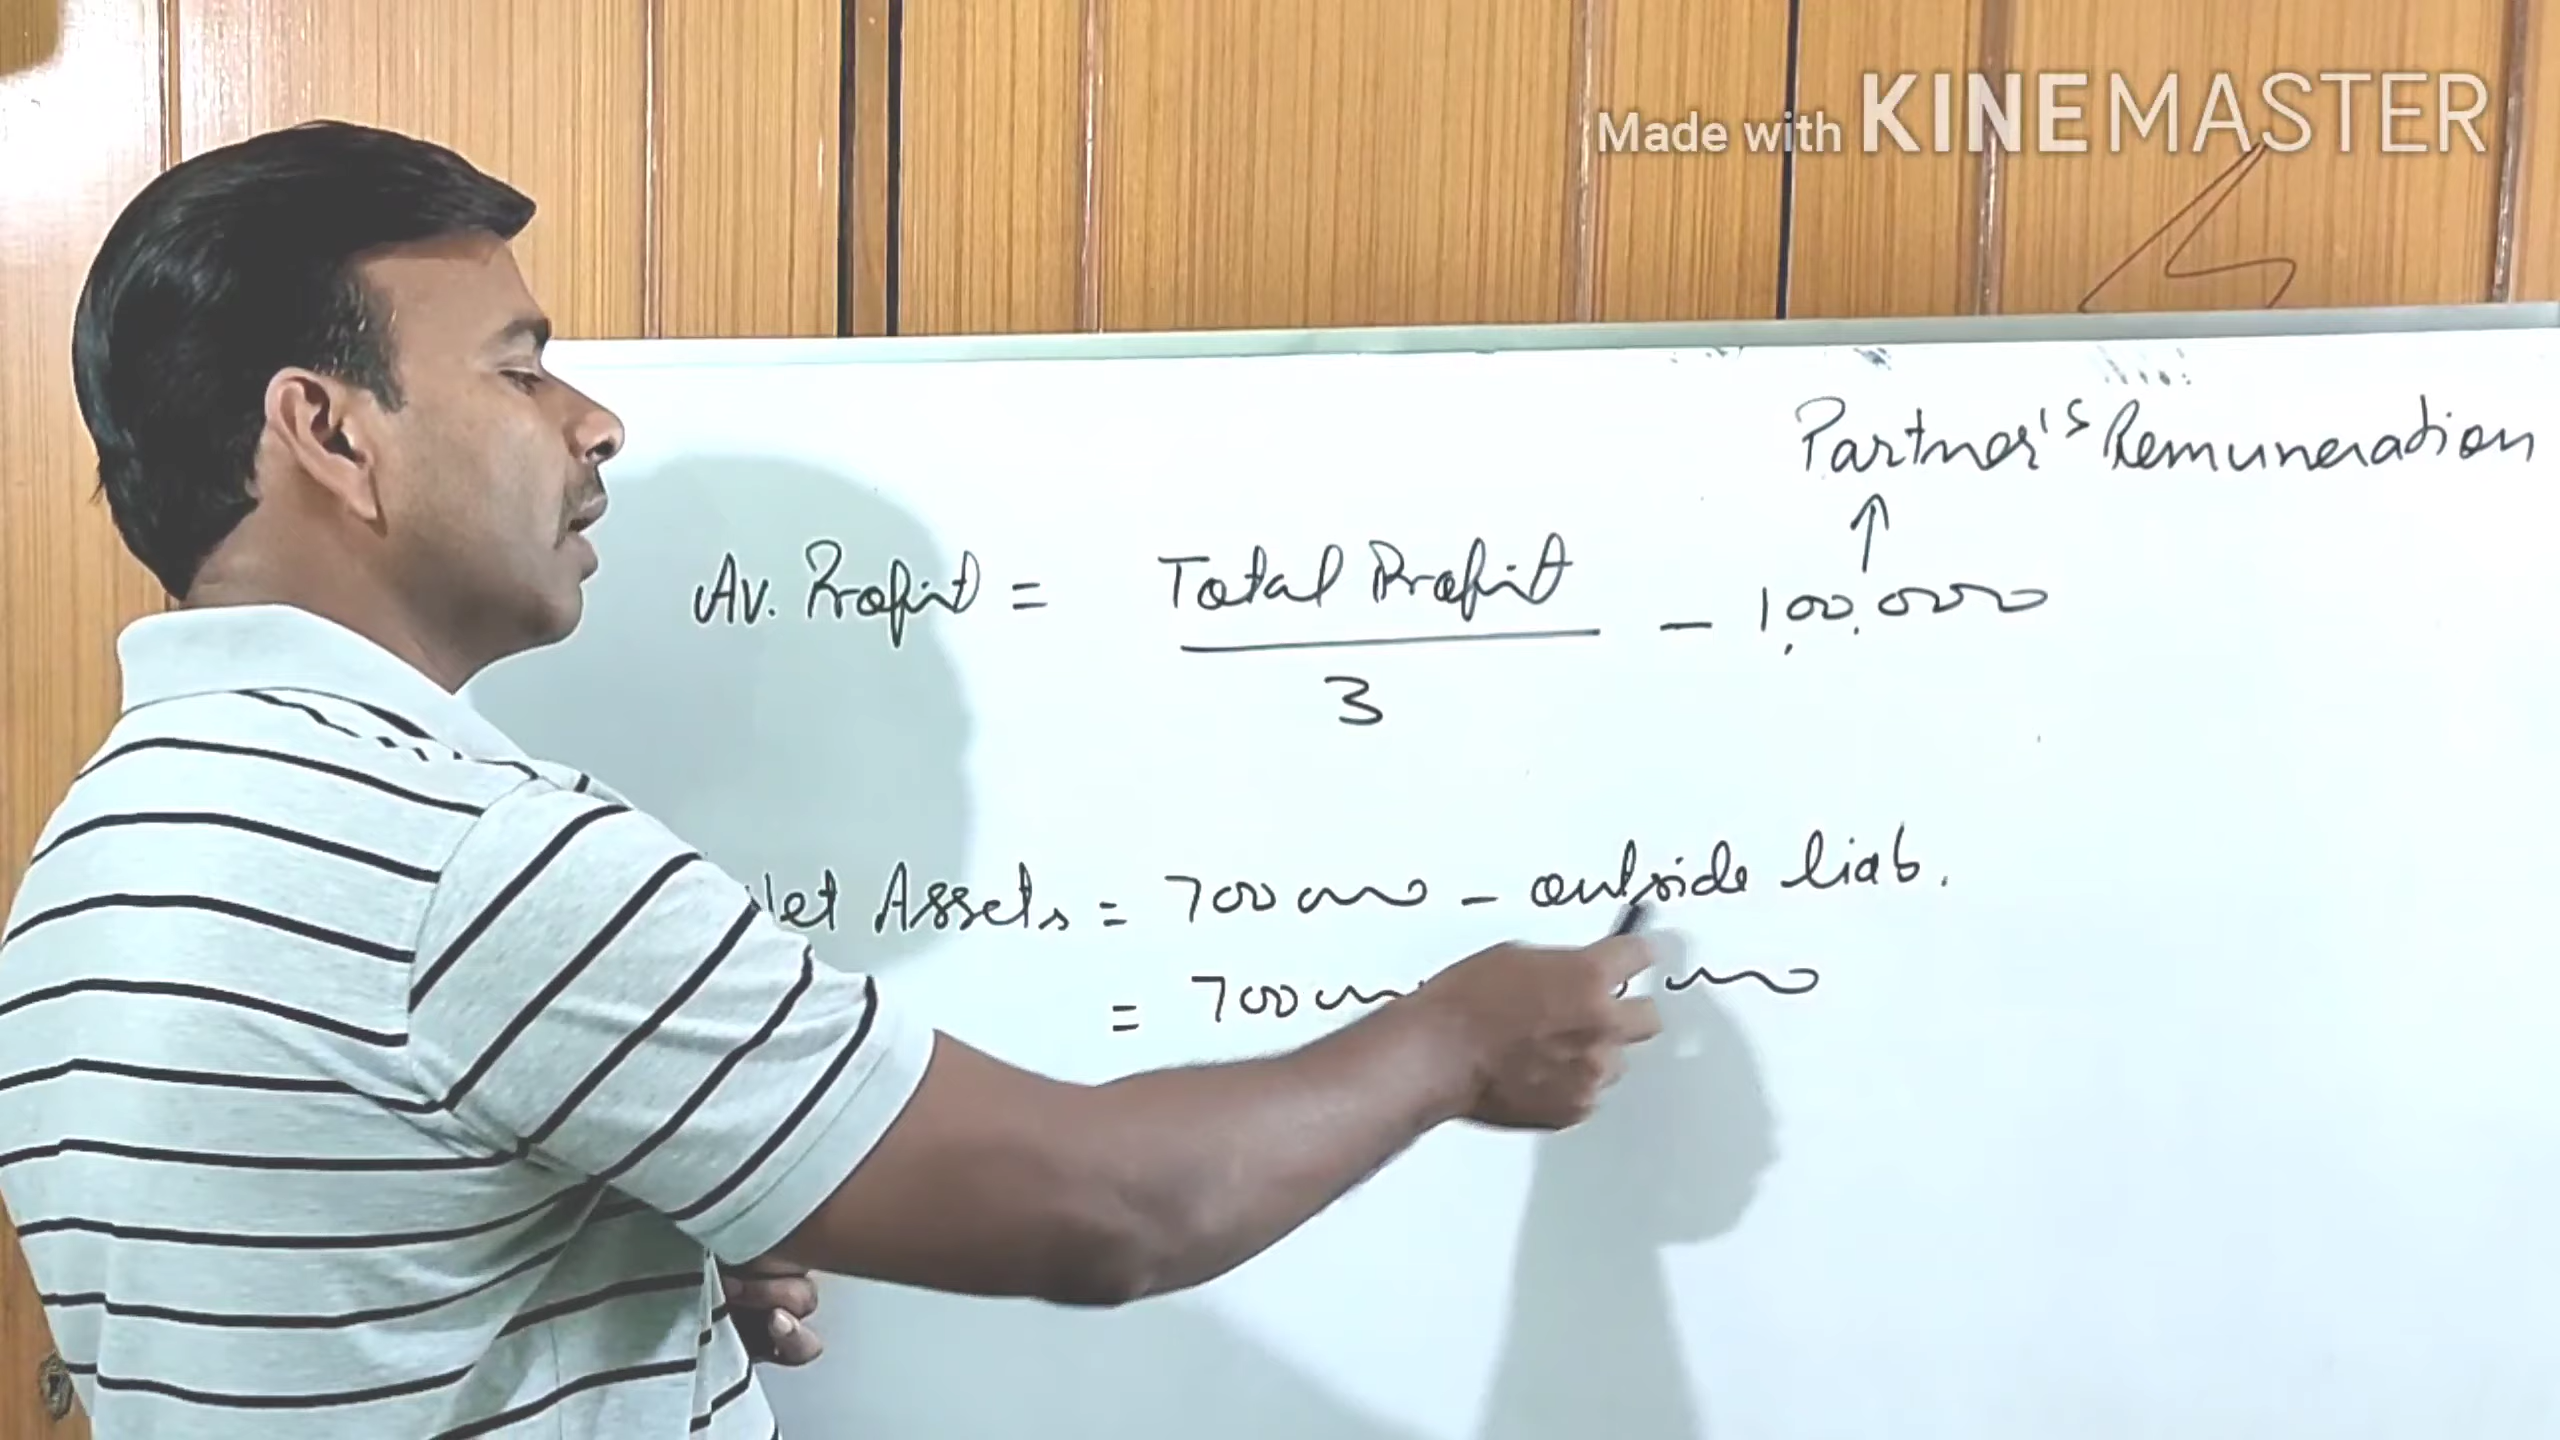 Made with KINEMASTER
Partner's Remuneration
↑
Av. Profit = Total Profit / 3 - 1,00,000
Net Assets = 700000 - outside liab.
= 700000